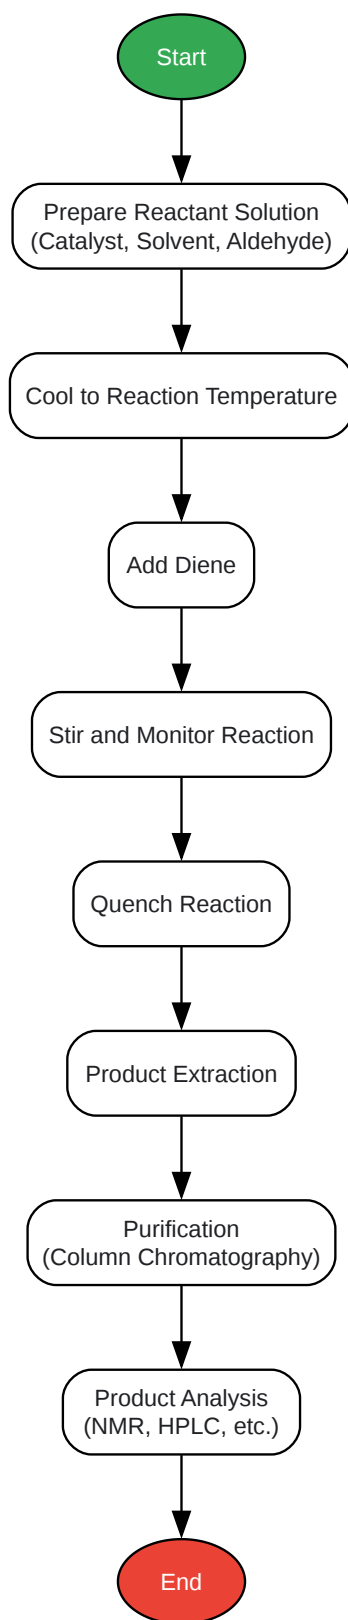 Start
Prepare Reactant Solution
(Catalyst, Solvent, Aldehyde)
Cool to Reaction Temperature
Add Diene
Stir and Monitor Reaction
Quench Reaction
Product Extraction
Purification
(Column Chromatography)
Product Analysis
(NMR, HPLC, etc.)
End